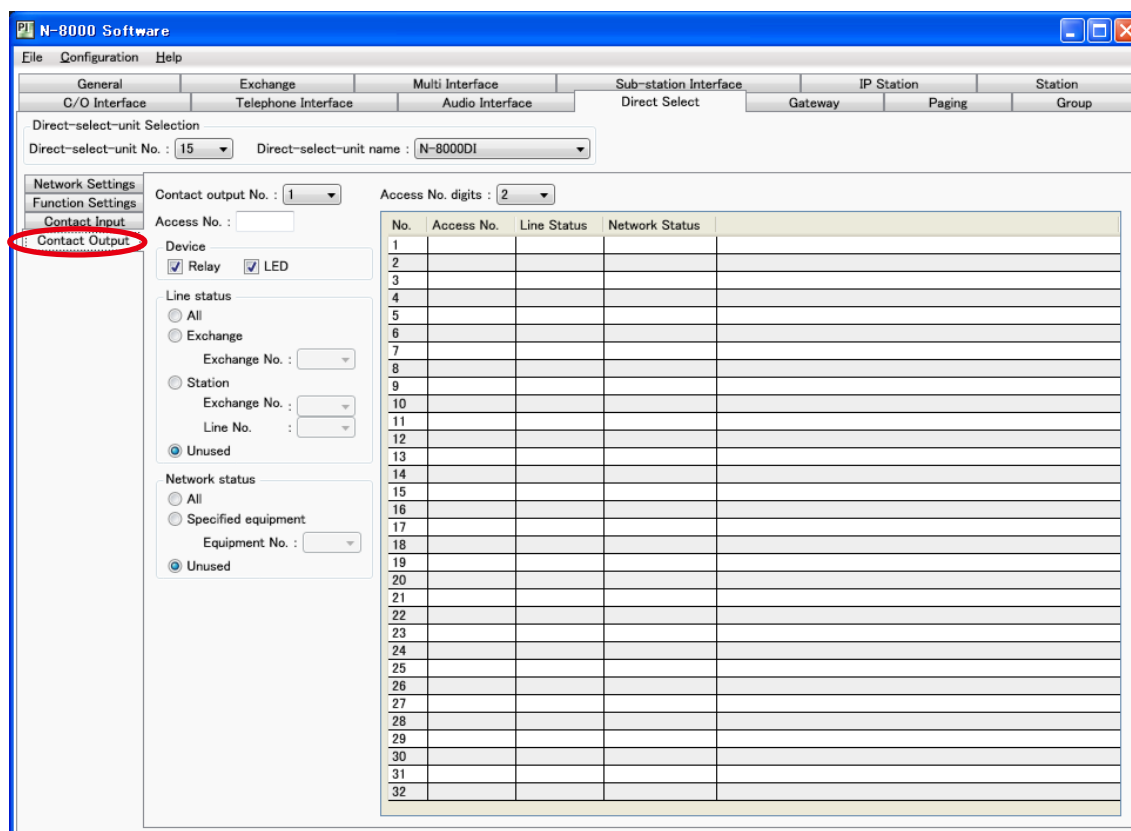 N-8000 Software
File Configuration Help
General Exchange Multi Interface Sub-station Interface IP Station Station
C/O Interface Telephone Interface Audio Interface Direct Select Gateway Paging Group
Direct-select-unit Selection
Direct-select-unit No. : 15 Direct-select-unit name : N-8000DI
Network Settings
Function Settings
Contact Input
Contact Output
Contact output No. : 1 Access No. digits : 2
Access No. :
Device
Relay LED
Line status
All
Exchange
Exchange No. :
Station
Exchange No. :
Line No. :
Unused
Network status
All
Specified equipment
Equipment No. :
Unused
No. Access No. Line Status Network Status
1
2
3
4
5
6
7
8
9
10
11
12
13
14
15
16
17
18
19
20
21
22
23
24
25
26
27
28
29
30
31
32